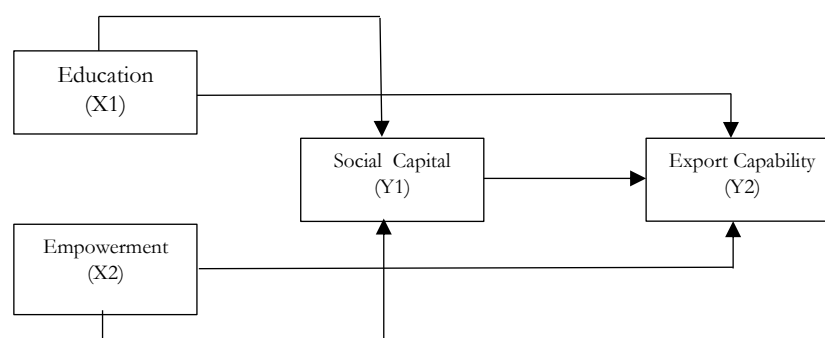 Education
(X1)
Social Capital
(Y1)
Export Capability
(Y2)
Empowerment
(X2)